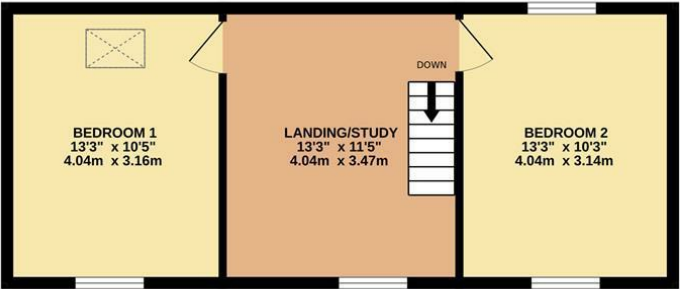 BEDROOM 1
13'3" x 10'5"
4.04m x 3.16m
LANDING/STUDY
13'3" x 11'5"
4.04m x 3.47m
DOWN
BEDROOM 2
13'3" x 10'3"
4.04m x 3.14m